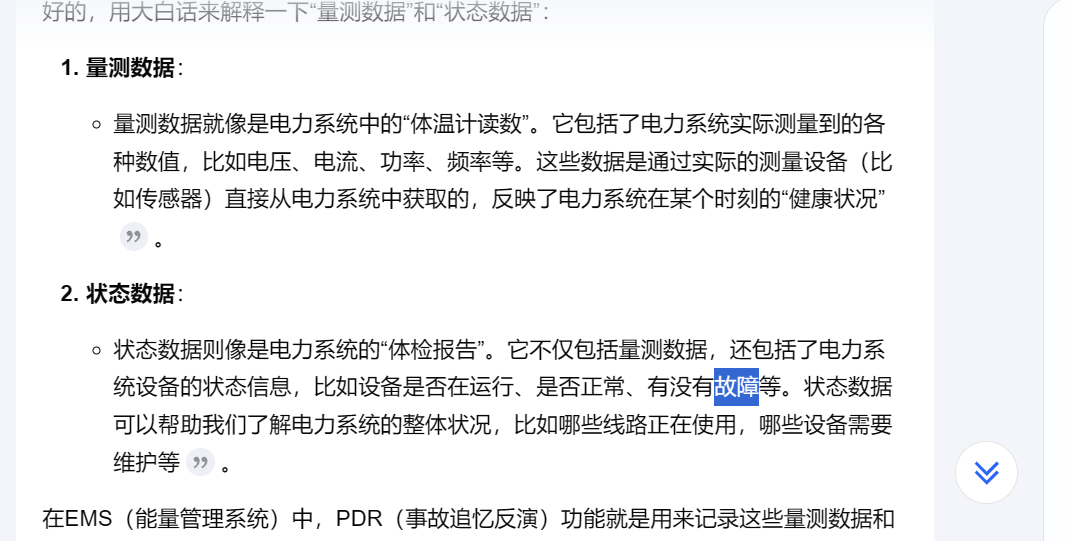 好的，用大白话来解释一下“量测数据”和“状态数据”：
1. 量测数据：
量测数据就像是电力系统中的“体温计读数”。它包括了电力系统实际测量到的各
种数值，比如电压、电流、功率、频率等。这些数据是通过实际的测量设备（比
如传感器）直接从电力系统中获取的，反映了电力系统在某个时刻的“健康状况”
。
2. 状态数据：
状态数据则像是电力系统的“体检报告”。它不仅包括量测数据，还包括了电力系
统设备的状态信息，比如设备是否在运行、是否正常、有没有故障等。状态数据
可以帮助我们了解电力系统的整体状况，比如哪些线路正在使用，哪些设备需要
维护等 。
在EMS（能量管理系统）中，PDR（事故追忆反演）功能就是用来记录这些量测数据和